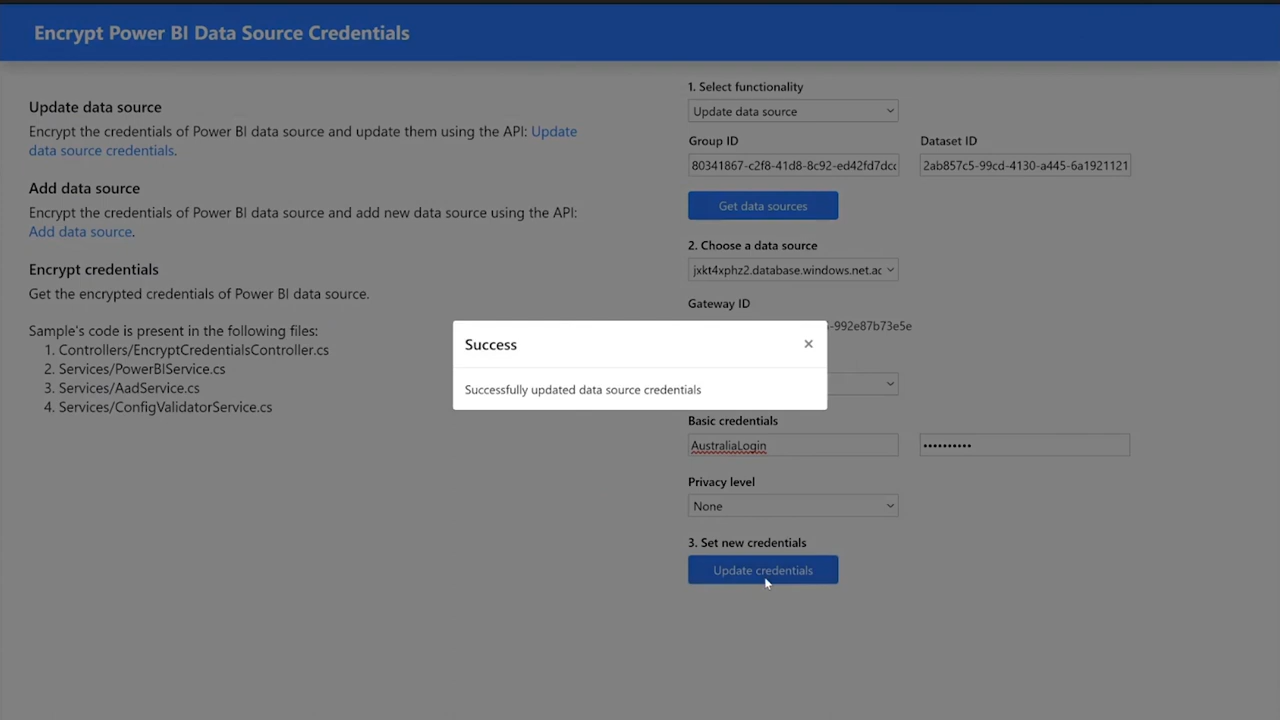 Encrypt Power BI Data Source Credentials
Update data source
Encrypt the credentials of Power BI data source and update them using the API: Update
data source credentials.
Add data source
Encrypt the credentials of Power BI data source and add new data source using the API:
Add data source.
Encrypt credentials
Get the encrypted credentials of Power BI data source.
Sample's code is present in the following files:
1. Controllers/EncryptCredentialsController.cs
2. Services/PowerBIService.cs
3. Services/AadService.cs
4. Services/ConfigValidatorService.cs
1. Select functionality
Update data source
Group ID
Dataset ID
80341867-c2f8-41d8-8c92-ed42fd7dcc
2ab857c5-99cd-4130-a445-6a1921121
Get data sources
2. Choose a data source
jxkt4xphz2.database.windows.net.ac
Gateway ID
-992e87b73e5e
Success ×
Successfully updated data source credentials
Basic credentials
AustraliaLogin
••••••••••
Privacy level
None
3. Set new credentials
Update credentials